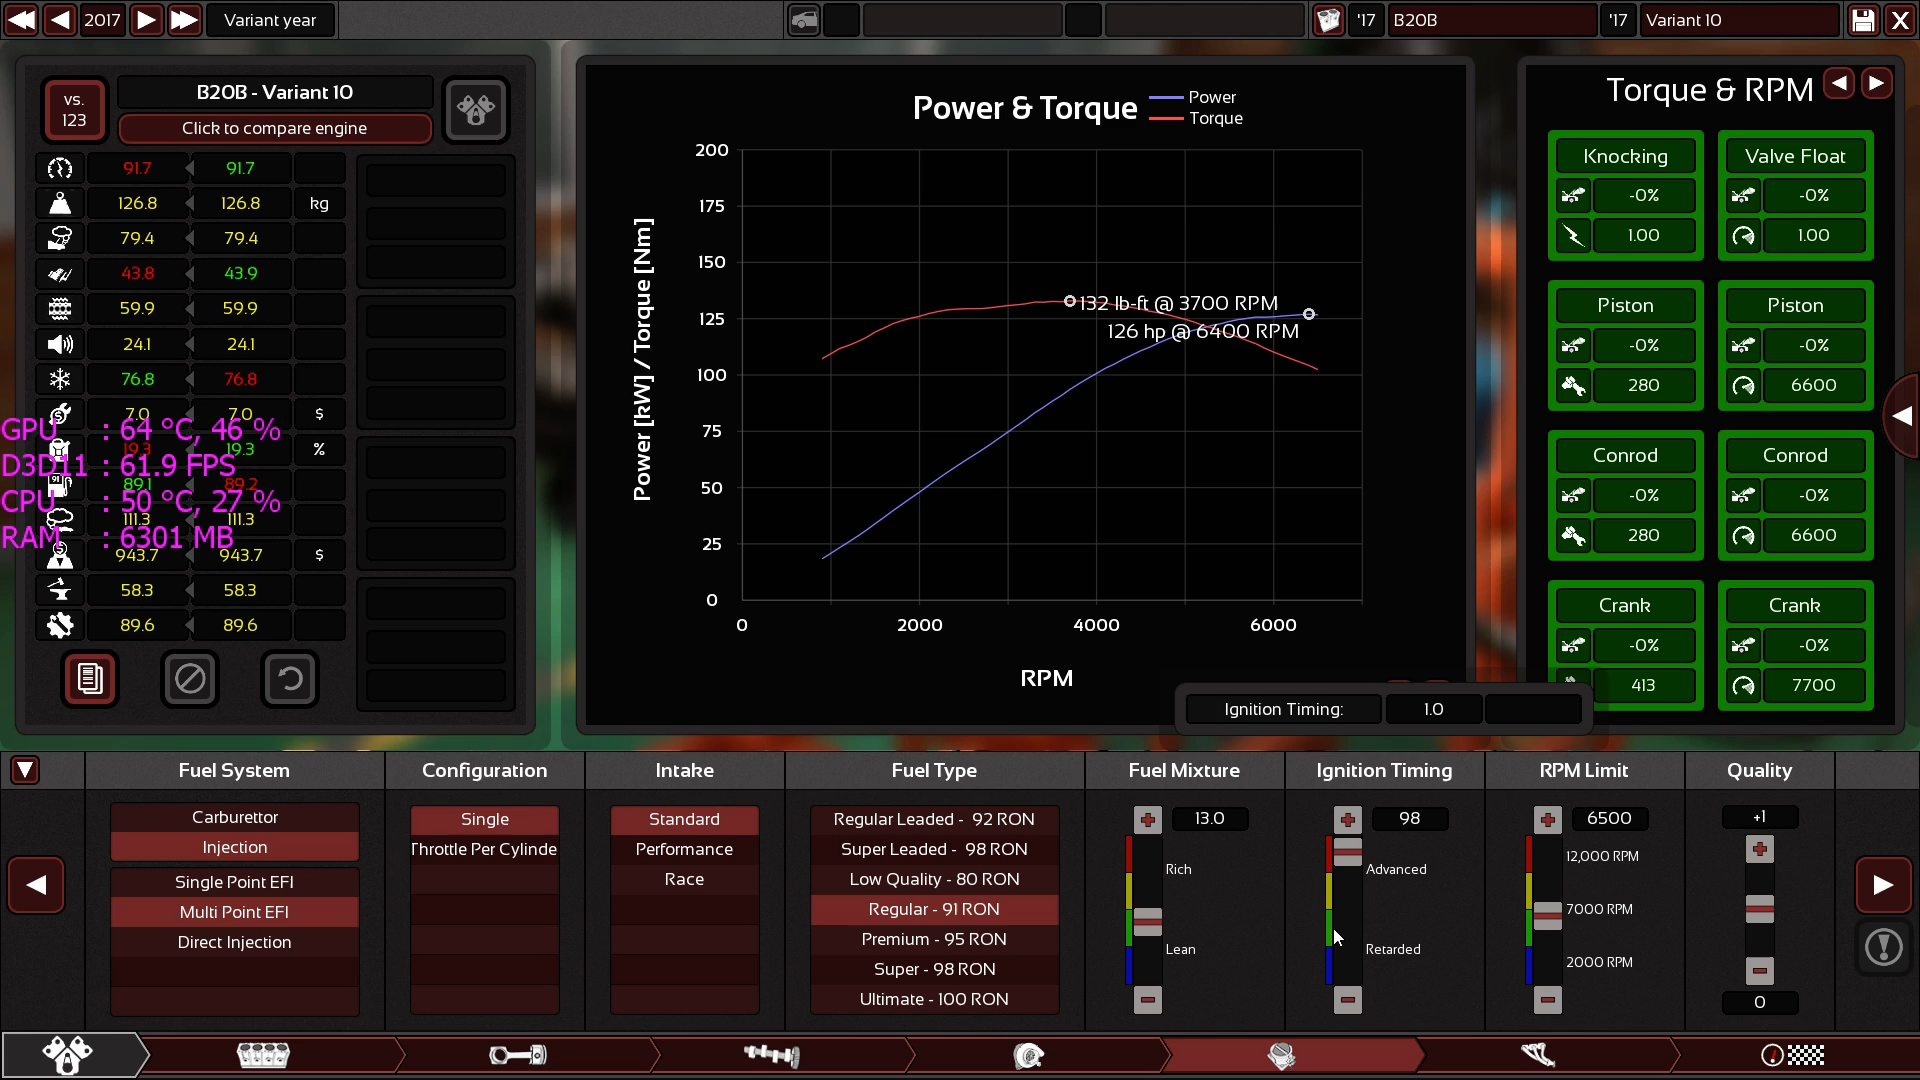 2017
Variant year
'17
B20B
'17
Variant 10
X
vs.
123
B20B - Variant 10
Click to compare engine
91.7 91.7
126.8 126.8 kg
79.4 79.4
43.8 43.9
59.9 59.9
24.1 24.1
76.8 76.8
7.0 7.0 $
GPU : 64 °C, 46 %
19.3 19.3 %
D3D11 : 61.9 FPS
89.1 89.2
CPU : 50 °C, 27 %
111.3 111.3
RAM : 6301 MB
943.7 943.7 $
58.3 58.3
89.6 89.6
Power & Torque
Power
Torque
Power [kW] / Torque [Nm]
200
175
150
125
100
75
50
25
0
132 lb-ft @ 3700 RPM
126 hp @ 6400 RPM
0 2000 4000 6000
RPM
Ignition Timing: 1.0
Torque & RPM
Knocking Valve Float
-0% -0%
1.00 1.00
Piston Piston
-0% -0%
280 6600
Conrod Conrod
-0% -0%
280 6600
Crank Crank
-0% -0%
413 7700
Fuel System
Carburettor
Injection
Single Point EFI
Multi Point EFI
Direct Injection
Configuration
Single
Throttle Per Cylinde
Intake
Standard
Performance
Race
Fuel Type
Regular Leaded - 92 RON
Super Leaded - 98 RON
Low Quality - 80 RON
Regular - 91 RON
Premium - 95 RON
Super - 98 RON
Ultimate - 100 RON
Fuel Mixture
13.0
Rich
Lean
Ignition Timing
98
Advanced
Retarded
RPM Limit
6500
12,000 RPM
7000 RPM
2000 RPM
Quality
+1
0